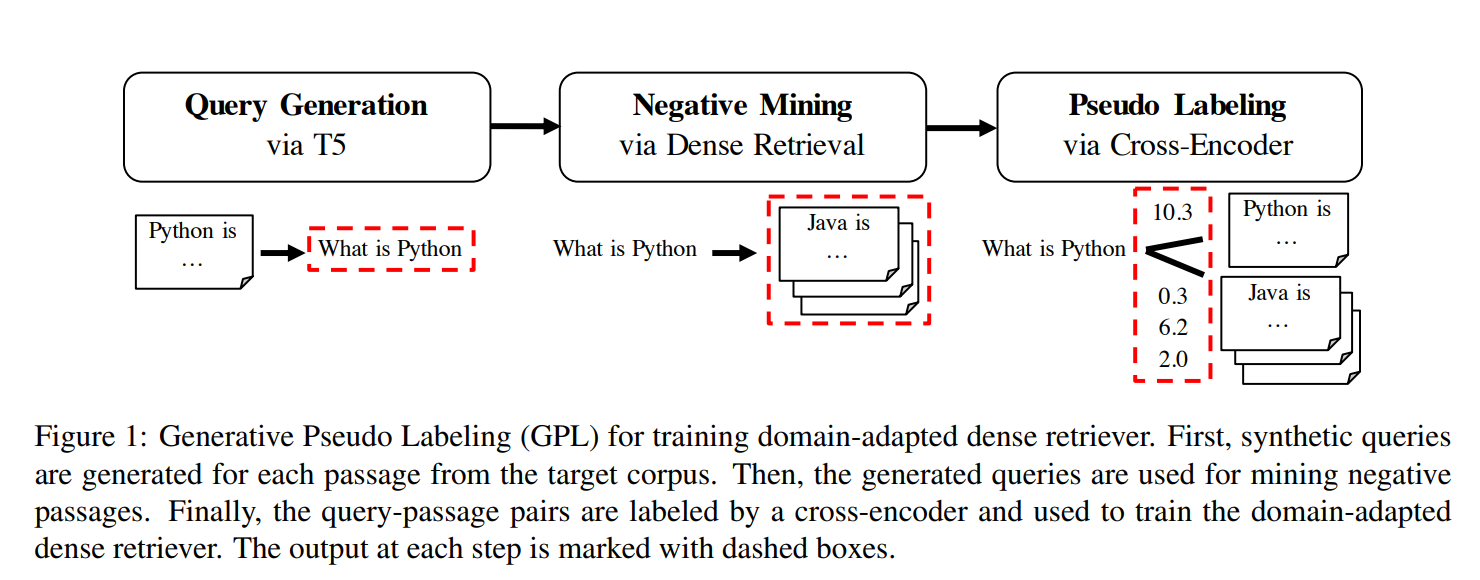 Query Generation
via T5
Negative Mining
via Dense Retrieval
Pseudo Labeling
via Cross-Encoder
Python is
...
What is Python
What is Python
Java is
...
What is Python
10.3
0.3
6.2
2.0
Python is
...
Java is
...
Figure 1: Generative Pseudo Labeling (GPL) for training domain-adapted dense retriever. First, synthetic queries
are generated for each passage from the target corpus. Then, the generated queries are used for mining negative
passages. Finally, the query-passage pairs are labeled by a cross-encoder and used to train the domain-adapted
dense retriever. The output at each step is marked with dashed boxes.